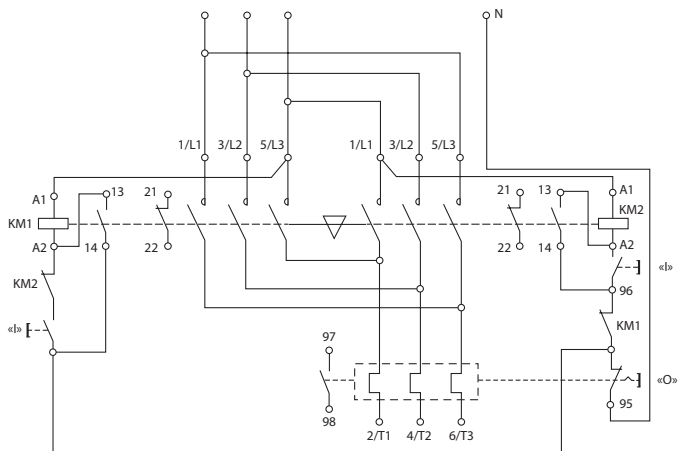 N
1/L1 3/L2 5/L3 1/L1 3/L2 5/L3
A1 13 21 21 13 A1
KM1 KM2
A2 14 22 22 14 A2
KM2 «I»
96
«I» KM1
97
«O»
98 95
2/T1 4/T2 6/T3